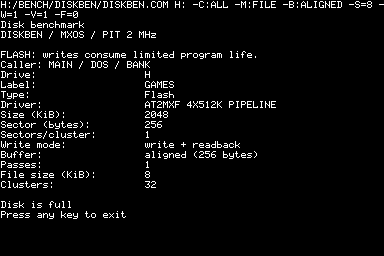 H:/BENCH/DISKBEN/DISKBEN.COM H: -C:ALL -M:FILE -B:ALIGNED -S=8 -
W=1 -V=1 -F=0
Disk benchmark
DISKBEN / MXOS / PIT 2 MHz
FLASH: writes consume limited program life.
Caller: MAIN / DOS / BANK
Drive: H
Label: GAMES
Type: Flash
Driver: AT2MXF 4X512K PIPELINE
Size (KiB): 2048
Sector (bytes): 256
Sectors/cluster: 1
Write mode: write + readback
Buffer: aligned (256 bytes)
Passes: 1
File size (KiB): 8
Clusters: 32
Disk is full
Press any key to exit